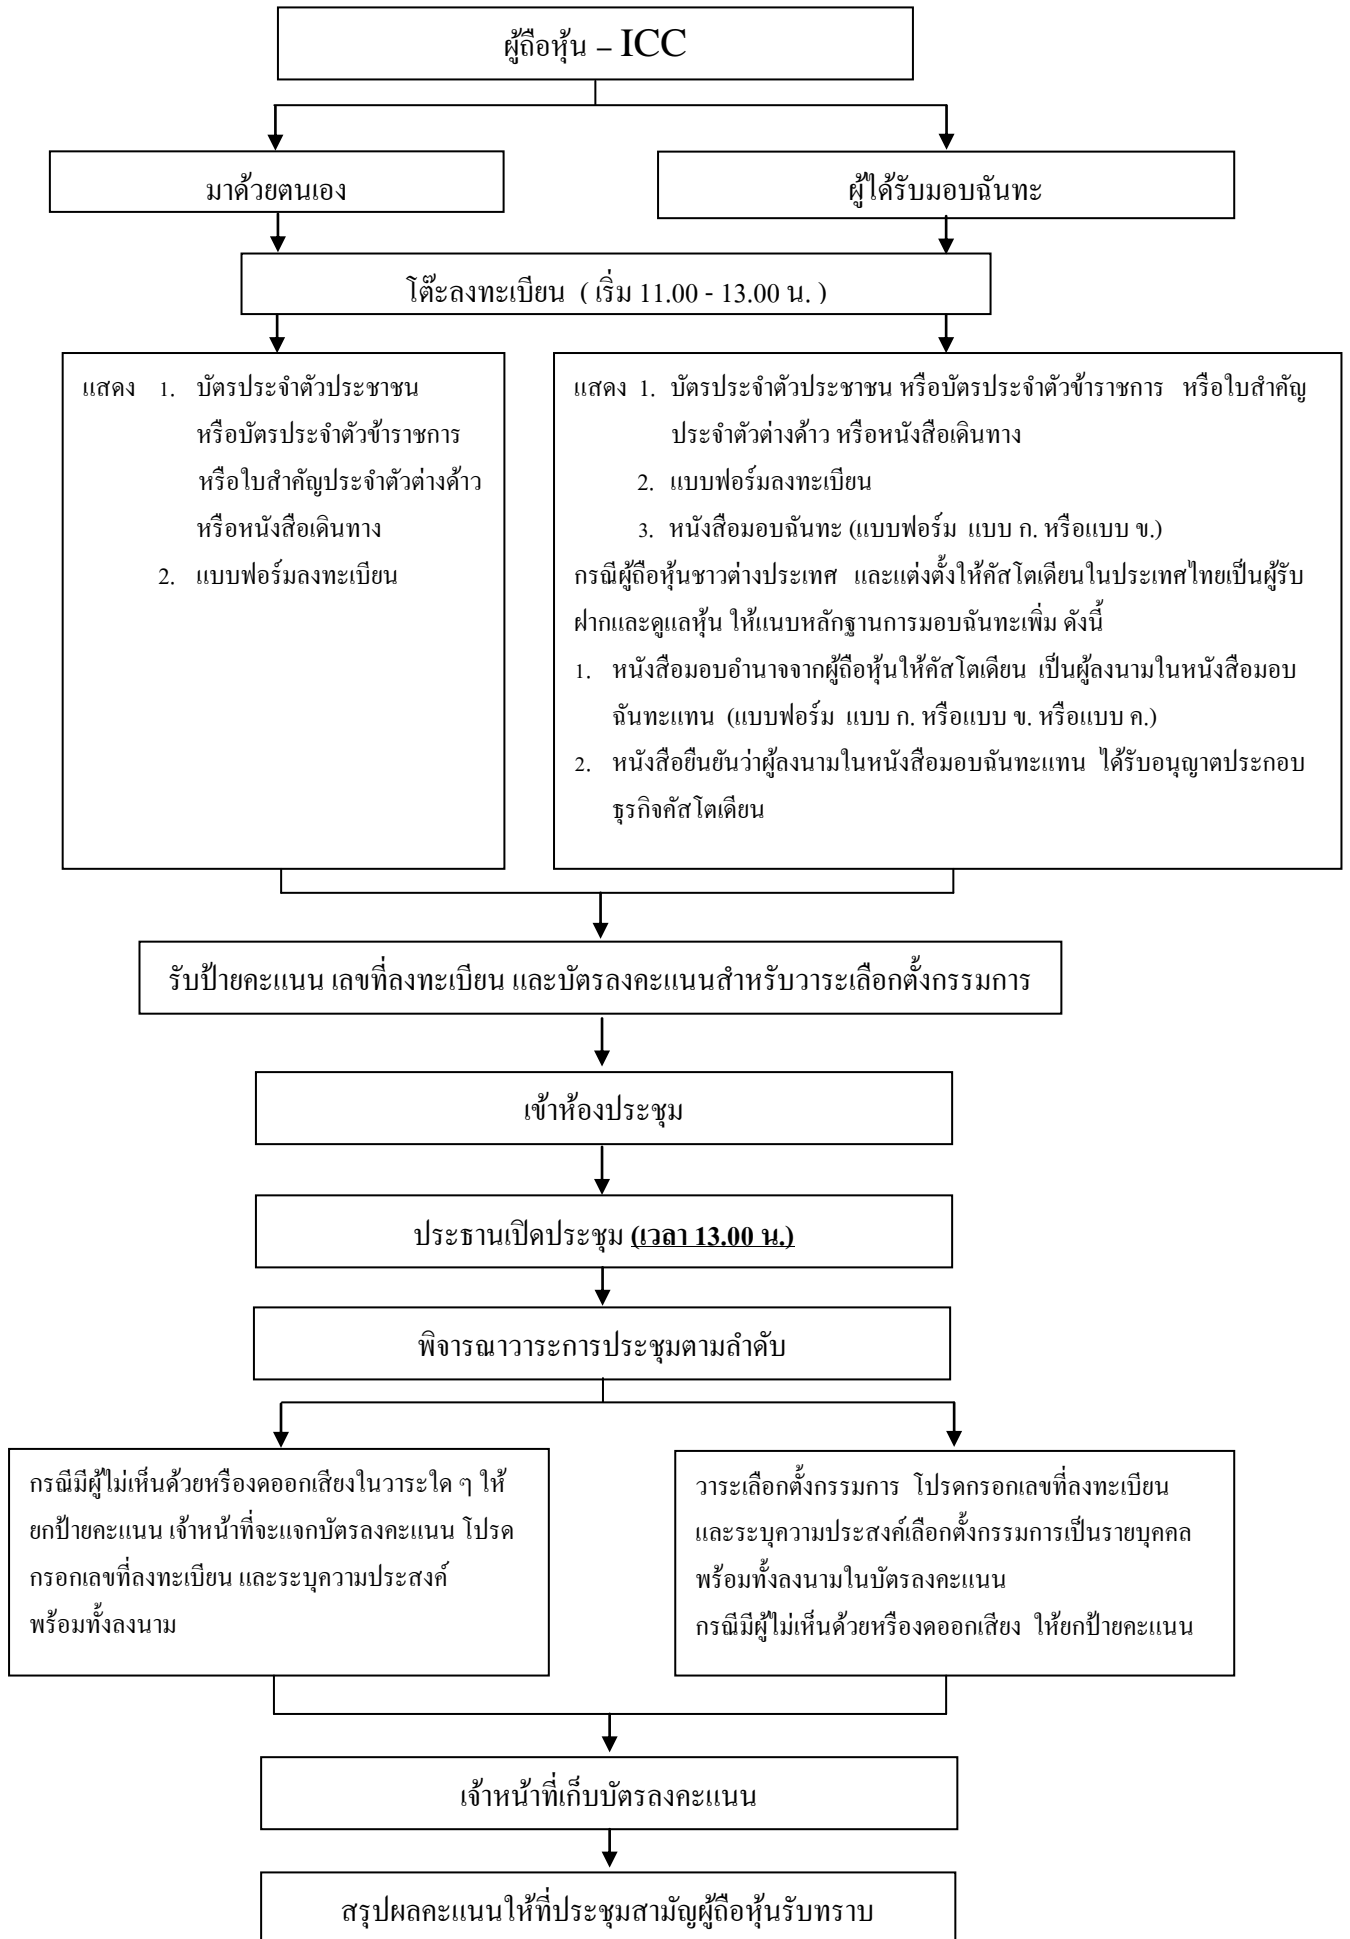 ผู้ถือหุ้น – ICC
มาด้วยตนเอง
ผู้ได้รับมอบฉันทะ
โต๊ะลงทะเบียน ( เริ่ม 11.00 - 13.00 น. )
แสดง 1. บัตรประจำตัวประชาชน
หรือบัตรประจำตัวข้าราชการ
หรือใบสำคัญประจำตัวต่างด้าว
หรือหนังสือเดินทาง
2. แบบฟอร์มลงทะเบียน
แสดง 1. บัตรประจำตัวประชาชน หรือบัตรประจำตัวข้าราชการ หรือใบสำคัญ
ประจำตัวต่างด้าว หรือหนังสือเดินทาง
2. แบบฟอร์มลงทะเบียน
3. หนังสือมอบฉันทะ (แบบฟอร์ม แบบ ก. หรือแบบ ข.)
กรณีผู้ถือหุ้นชาวต่างประเทศ และแต่งตั้งให้คัสโตเดียนในประเทศไทยเป็นผู้รับ
ฝากและดูแลหุ้น ให้แนบหลักฐานการมอบฉันทะเพิ่ม ดังนี้
1. หนังสือมอบอำนาจจากผู้ถือหุ้นให้คัสโตเดียน เป็นผู้ลงนามในหนังสือมอบ
ฉันทะแทน (แบบฟอร์ม แบบ ก. หรือแบบ ข. หรือแบบ ค.)
2. หนังสือยืนยันว่าผู้ลงนามในหนังสือมอบฉันทะแทน ได้รับอนุญาตประกอบ
ธุรกิจคัสโตเดียน
รับป้ายคะแนน เลขที่ลงทะเบียน และบัตรลงคะแนนสำหรับวาระเลือกตั้งกรรมการ
เข้าห้องประชุม
ประธานเปิดประชุม (เวลา 13.00 น.)
พิจารณาวาระการประชุมตามลำดับ
กรณีมีผู้ไม่เห็นด้วยหรืองดออกเสียงในวาระใด ๆ ให้
ยกป้ายคะแนน เจ้าหน้าที่จะแจกบัตรลงคะแนน โปรด
กรอกเลขที่ลงทะเบียน และระบุความประสงค์
พร้อมทั้งลงนาม
วาระเลือกตั้งกรรมการ โปรดกรอกเลขที่ลงทะเบียน
และระบุความประสงค์เลือกตั้งกรรมการเป็นรายบุคคล
พร้อมทั้งลงนามในบัตรลงคะแนน
กรณีมีผู้ไม่เห็นด้วยหรืองดออกเสียง ให้ยกป้ายคะแนน
เจ้าหน้าที่เก็บบัตรลงคะแนน
สรุปผลคะแนนให้ที่ประชุมสามัญผู้ถือหุ้นรับทราบ